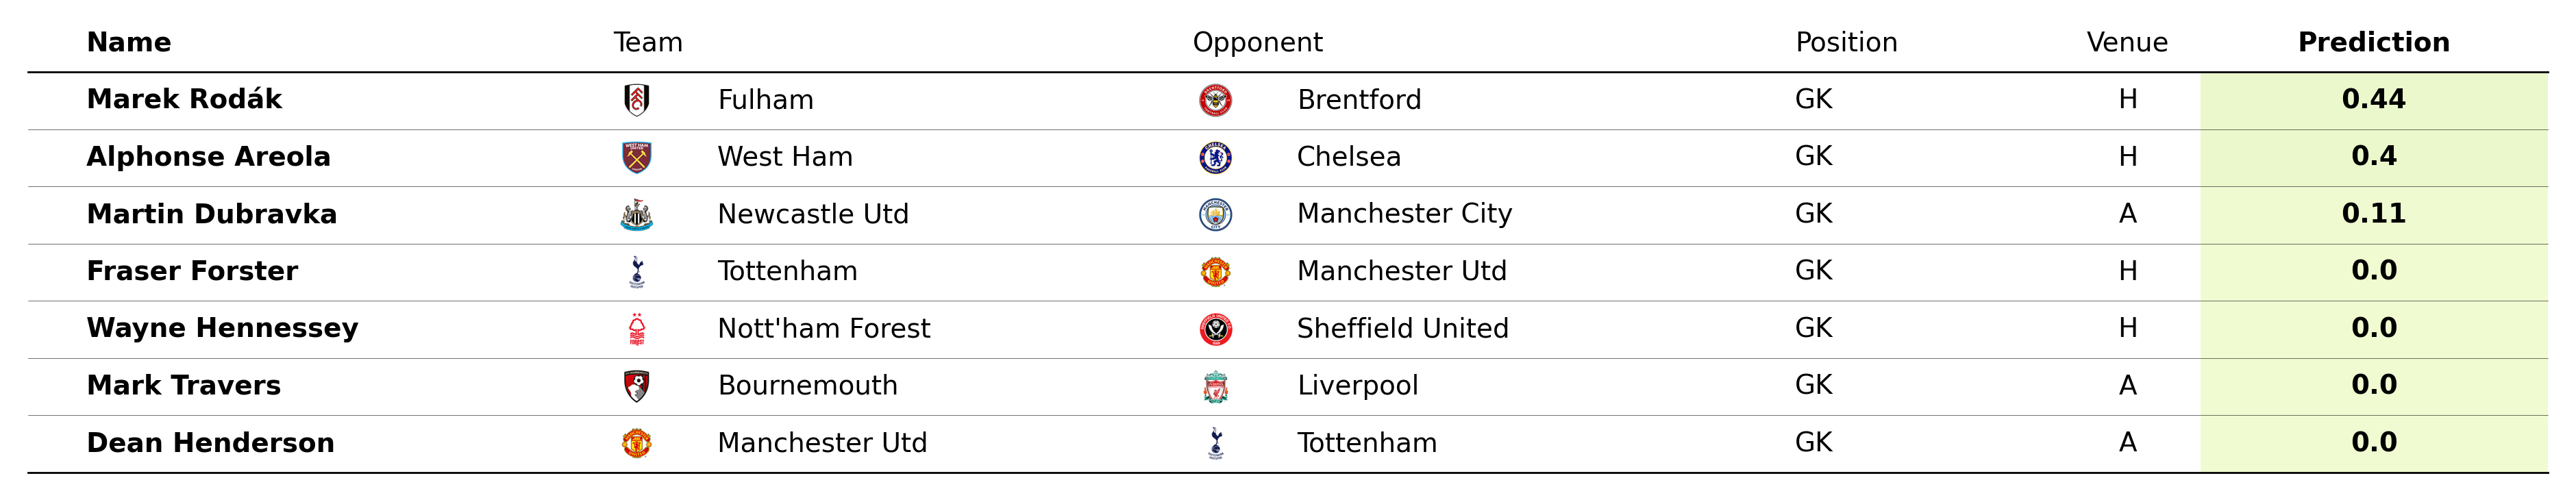 Name Team Opponent Position Venue Prediction
Marek Rodák Fulham Brentford GK H 0.44
Alphonse Areola West Ham Chelsea GK H 0.4
Martin Dubravka Newcastle Utd Manchester City GK A 0.11
Fraser Forster Tottenham Manchester Utd GK H 0.0
Wayne Hennessey Nott'ham Forest Sheffield United GK H 0.0
Mark Travers Bournemouth Liverpool GK A 0.0
Dean Henderson Manchester Utd Tottenham GK A 0.0